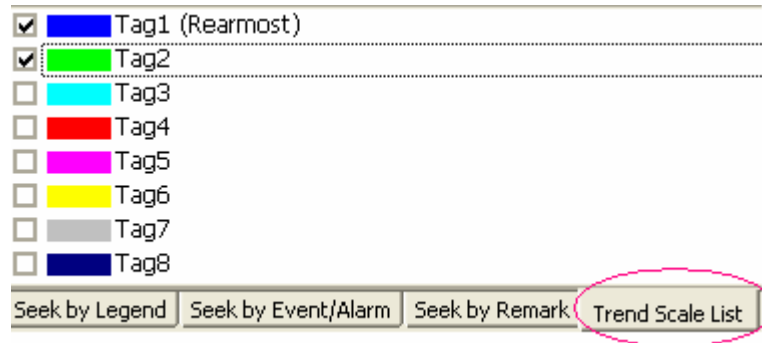 Tag1 (Rearmost)
Tag2
Tag3
Tag4
Tag5
Tag6
Tag7
Tag8
Seek by Legend Seek by Event/Alarm Seek by Remark Trend Scale List